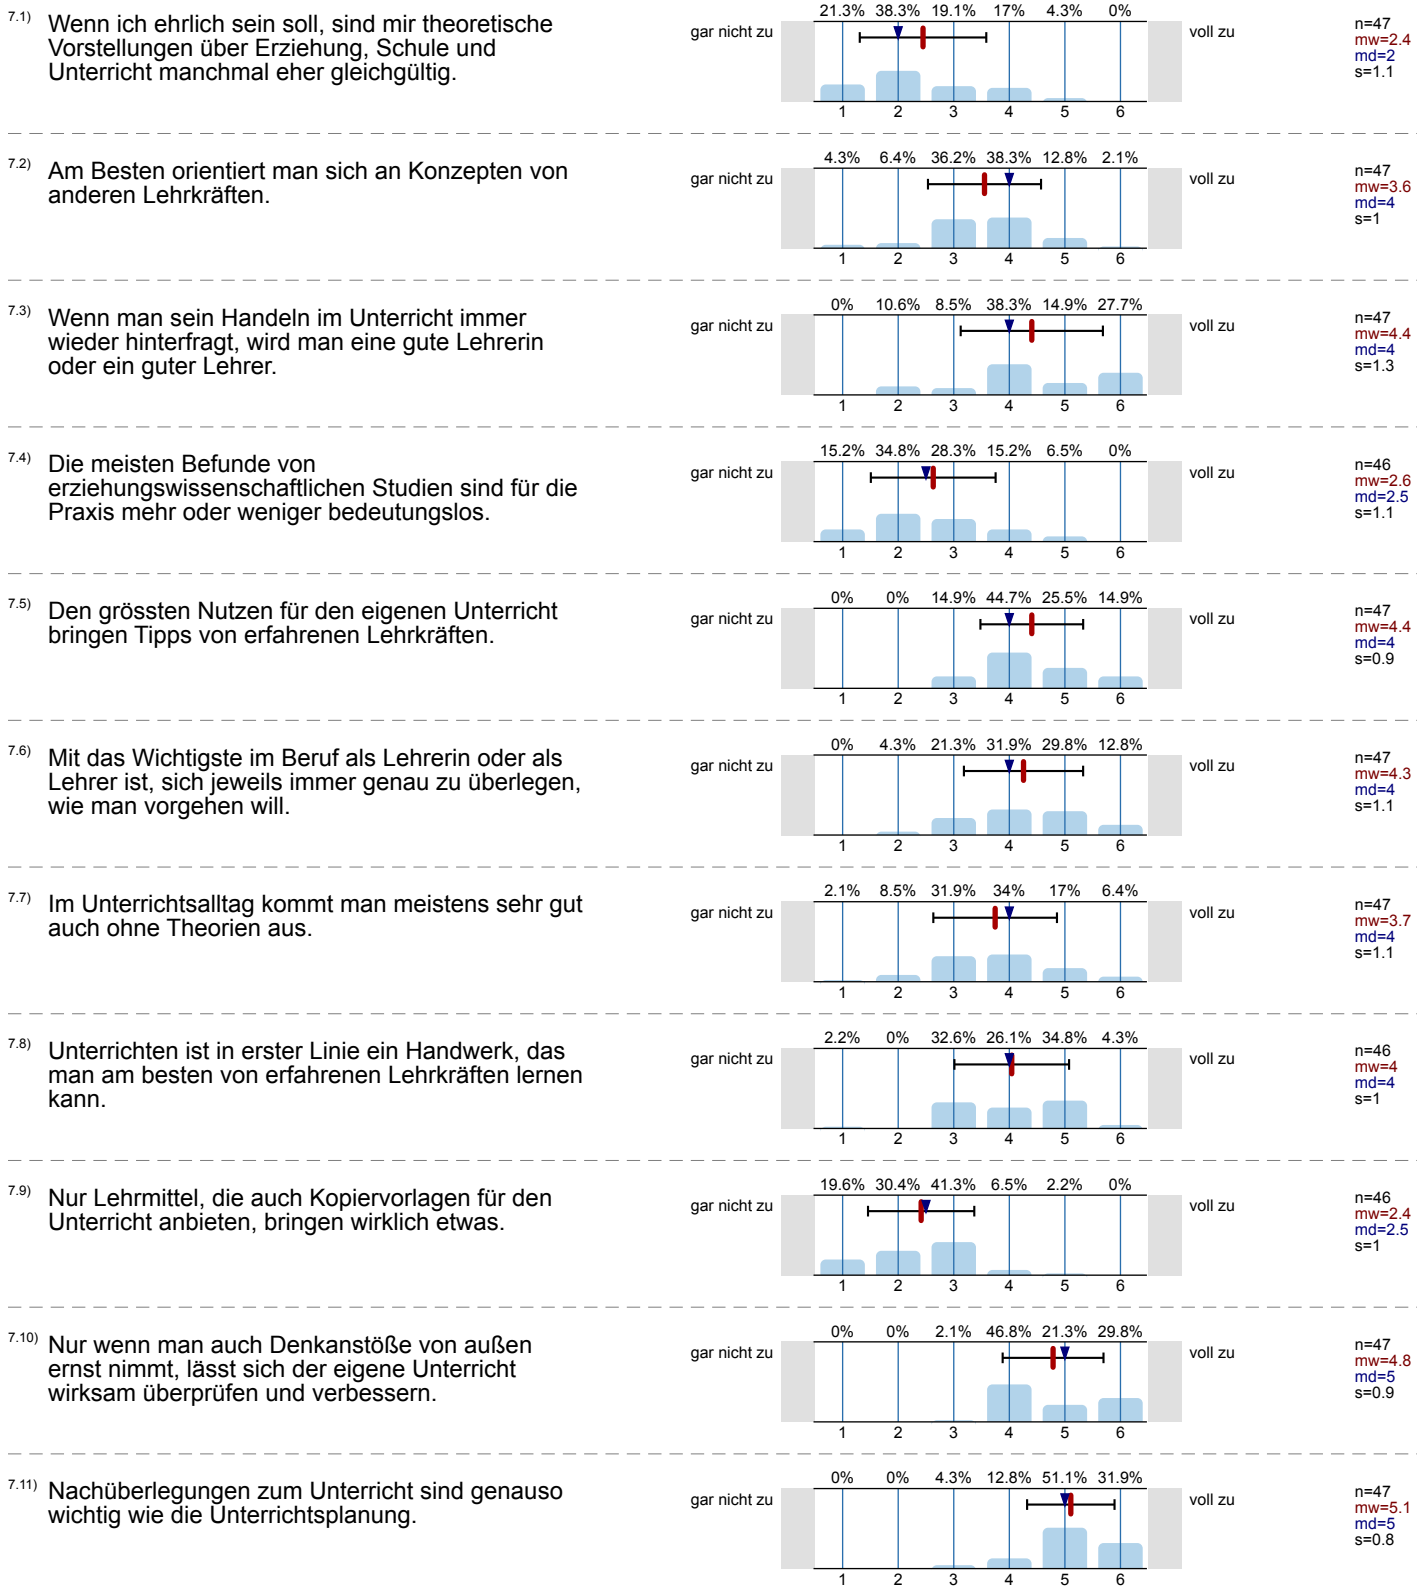 7.1) Wenn ich ehrlich sein soll, sind mir theoretische
Vorstellungen über Erziehung, Schule und
Unterricht manchmal eher gleichgültig.
21.3% 38.3% 19.1% 17% 4.3% 0%
gar nicht zu
voll zu
1 2 3 4 5 6
n=47
mw=2.4
md=2
s=1.1
7.2) Am Besten orientiert man sich an Konzepten von
anderen Lehrkräften.
4.3% 6.4% 36.2% 38.3% 12.8% 2.1%
gar nicht zu
voll zu
1 2 3 4 5 6
n=47
mw=3.6
md=4
s=1
7.3) Wenn man sein Handeln im Unterricht immer
wieder hinterfragt, wird man eine gute Lehrerin
oder ein guter Lehrer.
0% 10.6% 8.5% 38.3% 14.9% 27.7%
gar nicht zu
voll zu
1 2 3 4 5 6
n=47
mw=4.4
md=4
s=1.3
7.4) Die meisten Befunde von
erziehungswissenschaftlichen Studien sind für die
Praxis mehr oder weniger bedeutungslos.
15.2% 34.8% 28.3% 15.2% 6.5% 0%
gar nicht zu
voll zu
1 2 3 4 5 6
n=46
mw=2.6
md=2.5
s=1.1
7.5) Den grössten Nutzen für den eigenen Unterricht
bringen Tipps von erfahrenen Lehrkräften.
0% 0% 14.9% 44.7% 25.5% 14.9%
gar nicht zu
voll zu
1 2 3 4 5 6
n=47
mw=4.4
md=4
s=0.9
7.6) Mit das Wichtigste im Beruf als Lehrerin oder als
Lehrer ist, sich jeweils immer genau zu überlegen,
wie man vorgehen will.
0% 4.3% 21.3% 31.9% 29.8% 12.8%
gar nicht zu
voll zu
1 2 3 4 5 6
n=47
mw=4.3
md=4
s=1.1
7.7) Im Unterrichtsalltag kommt man meistens sehr gut
auch ohne Theorien aus.
2.1% 8.5% 31.9% 34% 17% 6.4%
gar nicht zu
voll zu
1 2 3 4 5 6
n=47
mw=3.7
md=4
s=1.1
7.8) Unterrichten ist in erster Linie ein Handwerk, das
man am besten von erfahrenen Lehrkräften lernen
kann.
2.2% 0% 32.6% 26.1% 34.8% 4.3%
gar nicht zu
voll zu
1 2 3 4 5 6
n=46
mw=4
md=4
s=1
7.9) Nur Lehrmittel, die auch Kopiervorlagen für den
Unterricht anbieten, bringen wirklich etwas.
19.6% 30.4% 41.3% 6.5% 2.2% 0%
gar nicht zu
voll zu
1 2 3 4 5 6
n=46
mw=2.4
md=2.5
s=1
7.10) Nur wenn man auch Denkanstöße von außen
ernst nimmt, lässt sich der eigene Unterricht
wirksam überprüfen und verbessern.
0% 0% 2.1% 46.8% 21.3% 29.8%
gar nicht zu
voll zu
1 2 3 4 5 6
n=47
mw=4.8
md=5
s=0.9
7.11) Nachüberlegungen zum Unterricht sind genauso
wichtig wie die Unterrichtsplanung.
0% 0% 4.3% 12.8% 51.1% 31.9%
gar nicht zu
voll zu
1 2 3 4 5 6
n=47
mw=5.1
md=5
s=0.8